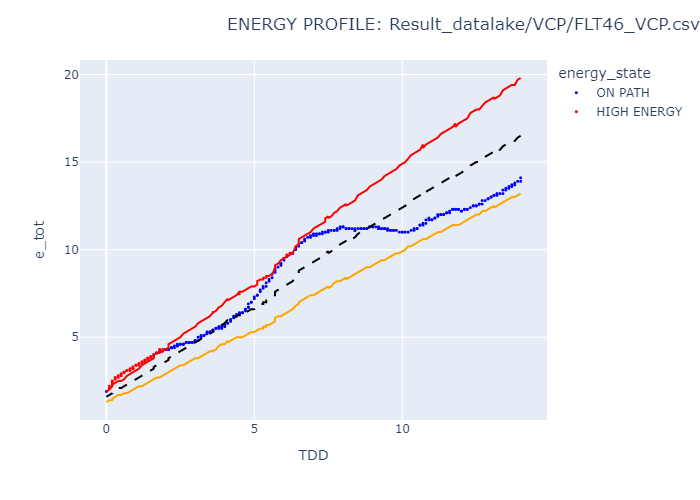 ENERGY PROFILE: Result_datalake/VCP/FLT46_VCP.csv
energy_state
ON PATH
HIGH ENERGY
e_tot
20
15
10
5
0
5
10
TDD